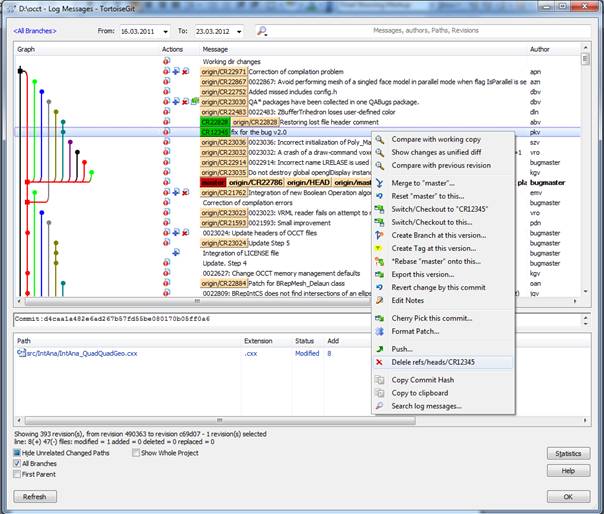 D:\occt - Log Messages - TortoiseGit
<All Branches> From: 16.03.2011 To: 23.03.2012 Messages, authors, Paths, Revisions
Graph Actions Message Author
Working dir changes
origin/CR22971 Correction of compilation problem apn
origin/CR22867 0022867: Avoid performing mesh of a single face model in parallel mode when flag IsParallel is se azn
origin/CR22752 Added missed includes config.h dbv
origin/CR23030 QA* packages have been collected in one QABugs package. dbv
origin/CR22483 0022483: ZBufferTrihedron loses user-defined color dln
CR22828 origin/CR22828 Restoring lost file header comment abv
CR12345 fix for the bug v2.0 pkv
origin/CR23036 0023036: Incorrect initialization of Poly_Ma szv
origin/CR23032 0023032: A crash of a draw-command voxe vro
origin/CR22914 0022914: Incorrect name LRELASE is used bugmaster
origin/CR23035 Do not destroy global openglDisplay instanc kgv
master origin/CR22786 origin/HEAD origin/mast pla bugmaster
origin/CR21762 Integration of new Boolean Operation algorit emv
Correction of compilation errors bugmaster
origin/CR23023 0023023: VRML reader fails on attempt to r vro
origin/CR21593 0021593: Small improvement pdn
0023024: Update headers of OCCT files bugmaster
origin/CR23024 Update Step 5 bugmaster
Integration of LICENSE file bugmaster
Update. Step 4 bugmaster
0022627: Change OCCT memory management defaults kgv
origin/CR22884 Patch for BRepMesh_Delaun class oan
0022809: BRepIntCS does not find intersections of an ellips
Compare with working copy
Show changes as unified diff
Compare with previous revision
Merge to "master"...
Reset "master" to this...
Switch/Checkout to "CR12345"
Switch/Checkout to this...
Create Branch at this version...
Create Tag at this version...
"Rebase "master" onto this...
Export this version...
Revert change by this commit
Edit Notes
Cherry Pick this commit...
Format Patch...
Push...
Delele refs/heads/CR12345
Copy Commit Hash
Copy to clipboard
Search log messages...
Commit:d4caa1a482e6ad267b57fd55be080170b05ff0a6
Path Extension Status Add
src/IntAna/IntAna_QuadQuadGeo.cxx .cxx Modified 8
Showing 393 revision(s), from revision 490363 to revision c69d07 - 1 revision(s) selected
line: 8(+) 47(-) files: modified = 1 added = 0 deleted = 0 replaced = 0
Hide Unrelated Changed Paths Show Whole Project Statistics
All Branches
First Parent Help
Refresh OK